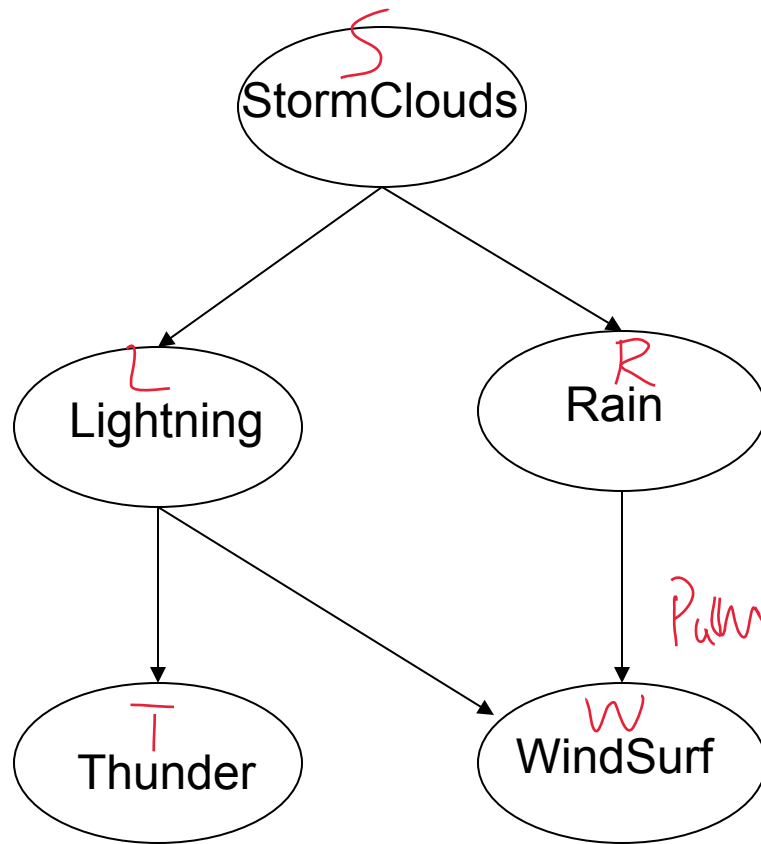 S
StormClouds
L
Lightning
R
Rain
T
Thunder
W
WindSurf